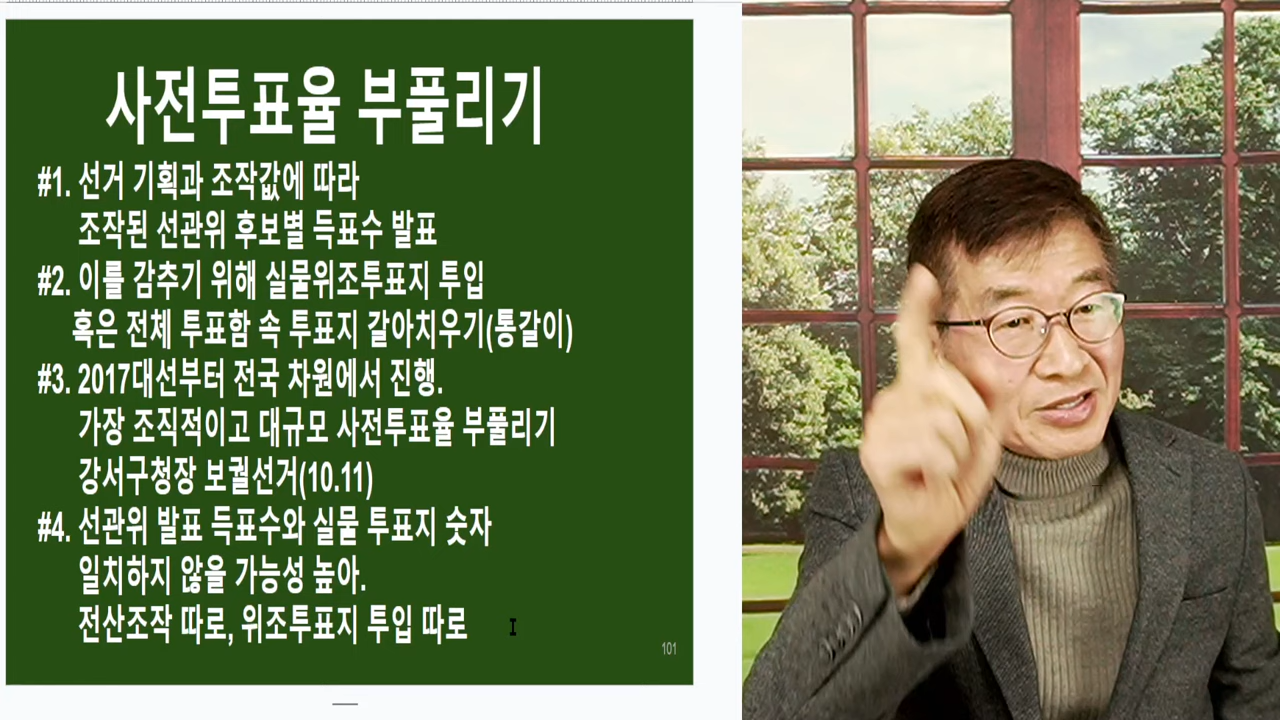 사전투표율 부풀리기
#1. 선거 기획과 조작값에 따라
조작된 선관위 후보별 득표수 발표
#2. 이를 감추기 위해 실물위조투표지 투입
혹은 전체 투표함 속 투표지 갈아치우기(통갈이)
#3. 2017대선부터 전국 차원에서 진행.
가장 조직적이고 대규모 사전투표율 부풀리기
강서구청장 보궐선거(10.11)
#4. 선관위 발표 득표수와 실물 투표지 숫자
일치하지 않을 가능성 높아.
전산조작 따로, 위조투표지 투입 따로
101